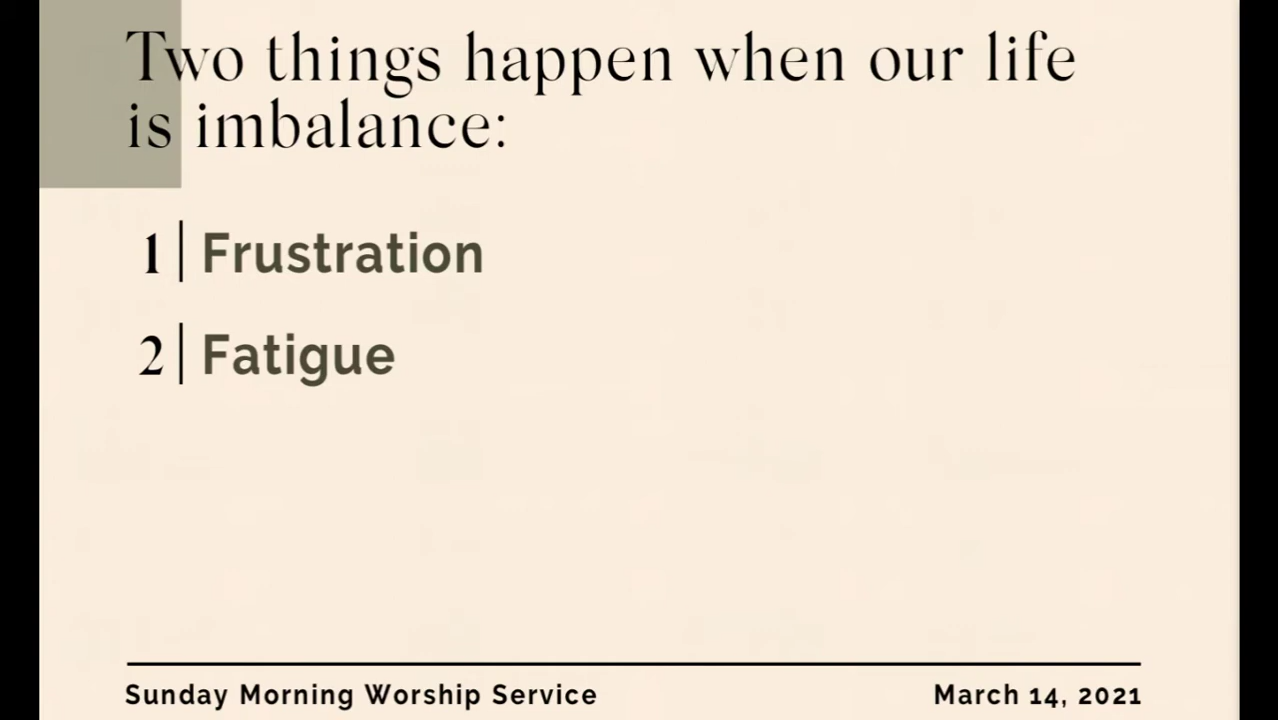 Two things happen when our life
is imbalance:
1 | Frustration
2 | Fatigue
Sunday Morning Worship Service
March 14, 2021